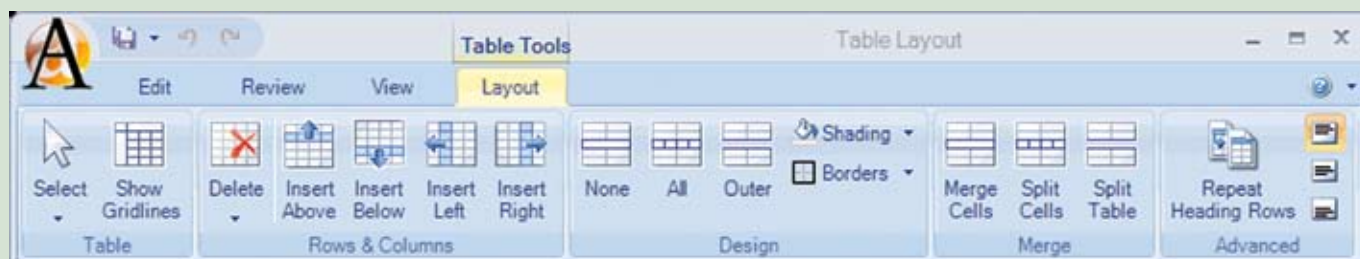 A
Table Tools
Table Layout
Edit Review View Layout
Select
Show Gridlines
Delete
Insert Above
Insert Below
Insert Left
Insert Right
None
All
Outer
Shading
Borders
Merge Cells
Split Cells
Split Table
Repeat Heading Rows
Table
Rows & Columns
Design
Merge
Advanced